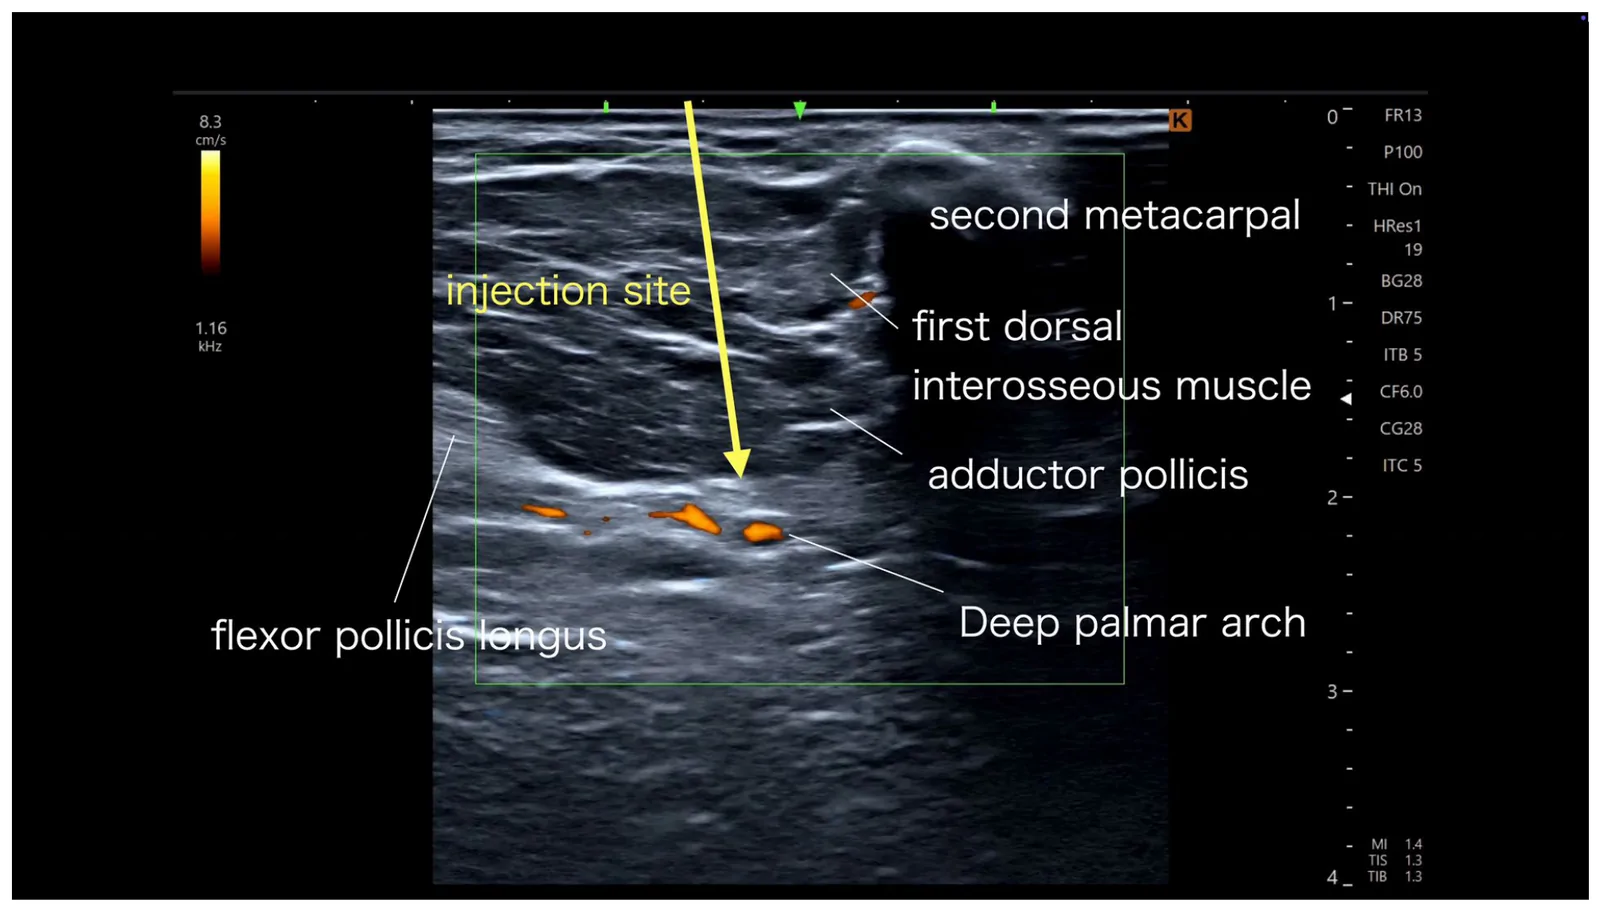 8.3
cm/s
1.16
kHz
K
0
1
2
3
4
FR13
P100
THI On
HRes1
19
BG28
DR75
ITB 5
CF6.0
CG28
ITC 5
second metacarpal
injection site
first dorsal
interosseous muscle
adductor pollicis
Deep palmar arch
flexor pollicis longus
MI 1.4
TIS 1.3
TIB 1.3